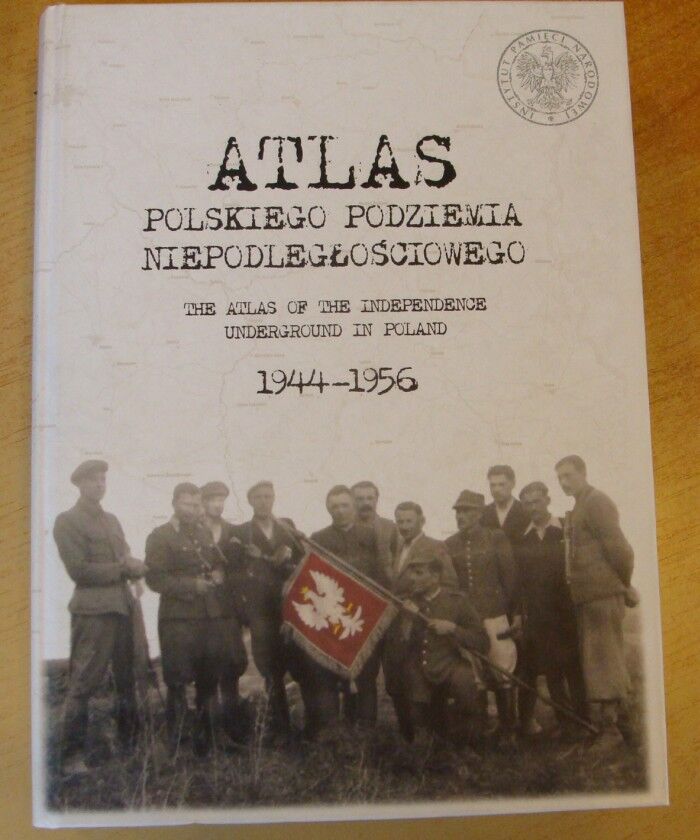 INSTYTUT PAMIĘCI NARODOWEJ
ATLAS
POLSKIEGO PODZIEMIA
NIEPODLEGŁOŚCIOWEGO
THE ATLAS OF THE INDEPENDENCE
UNDERGROUND IN POLAND
1944–1956